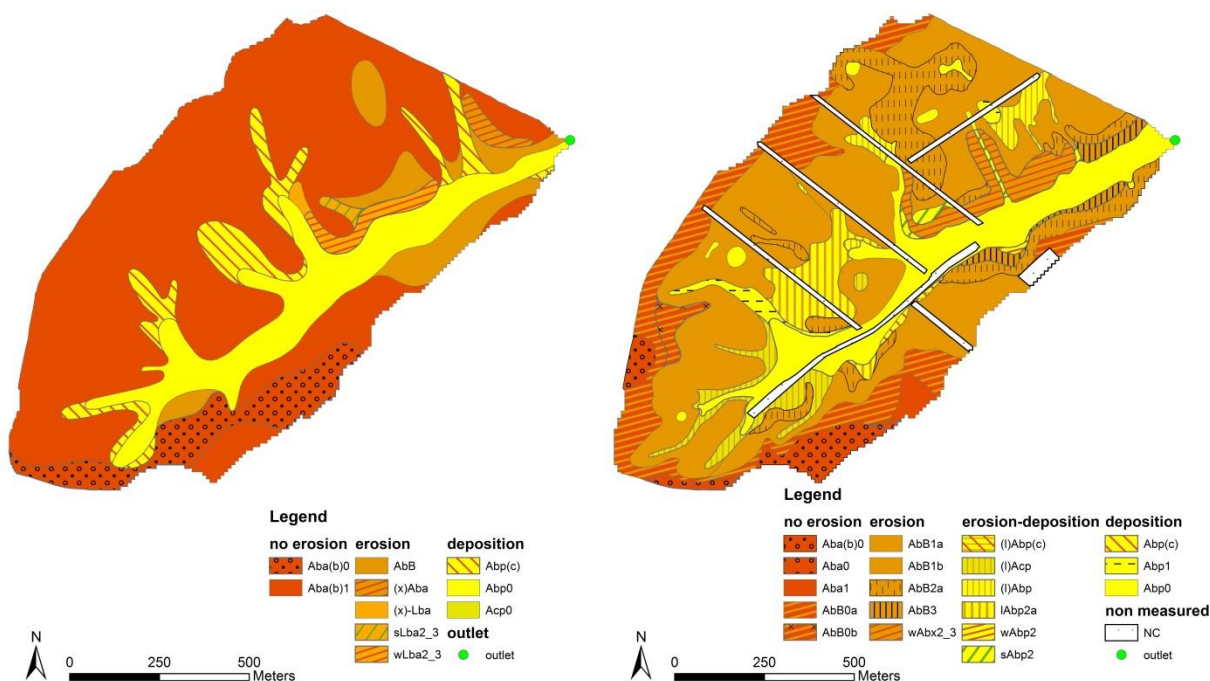 Legend
no erosion erosion deposition
Aba(b)0 AbB Abp(c)
Aba(b)1 (x)Aba Abp0
(x)-Lba Acp0
sLba2_3 outlet
wLba2_3 outlet
N
0 250 500
Meters
Legend
no erosion erosion erosion-deposition deposition
Aba(b)0 AbB1a (l)Abp(c) Abp(c)
Aba0 AbB1b (l)Acp Abp1
Aba1 AbB2a (l)Abp Abp0
AbB0a AbB3 lAbp2a non measured
AbB0b wAbx2_3 wAbp2 NC
sAbp2 outlet
N
0 250 500
Meters